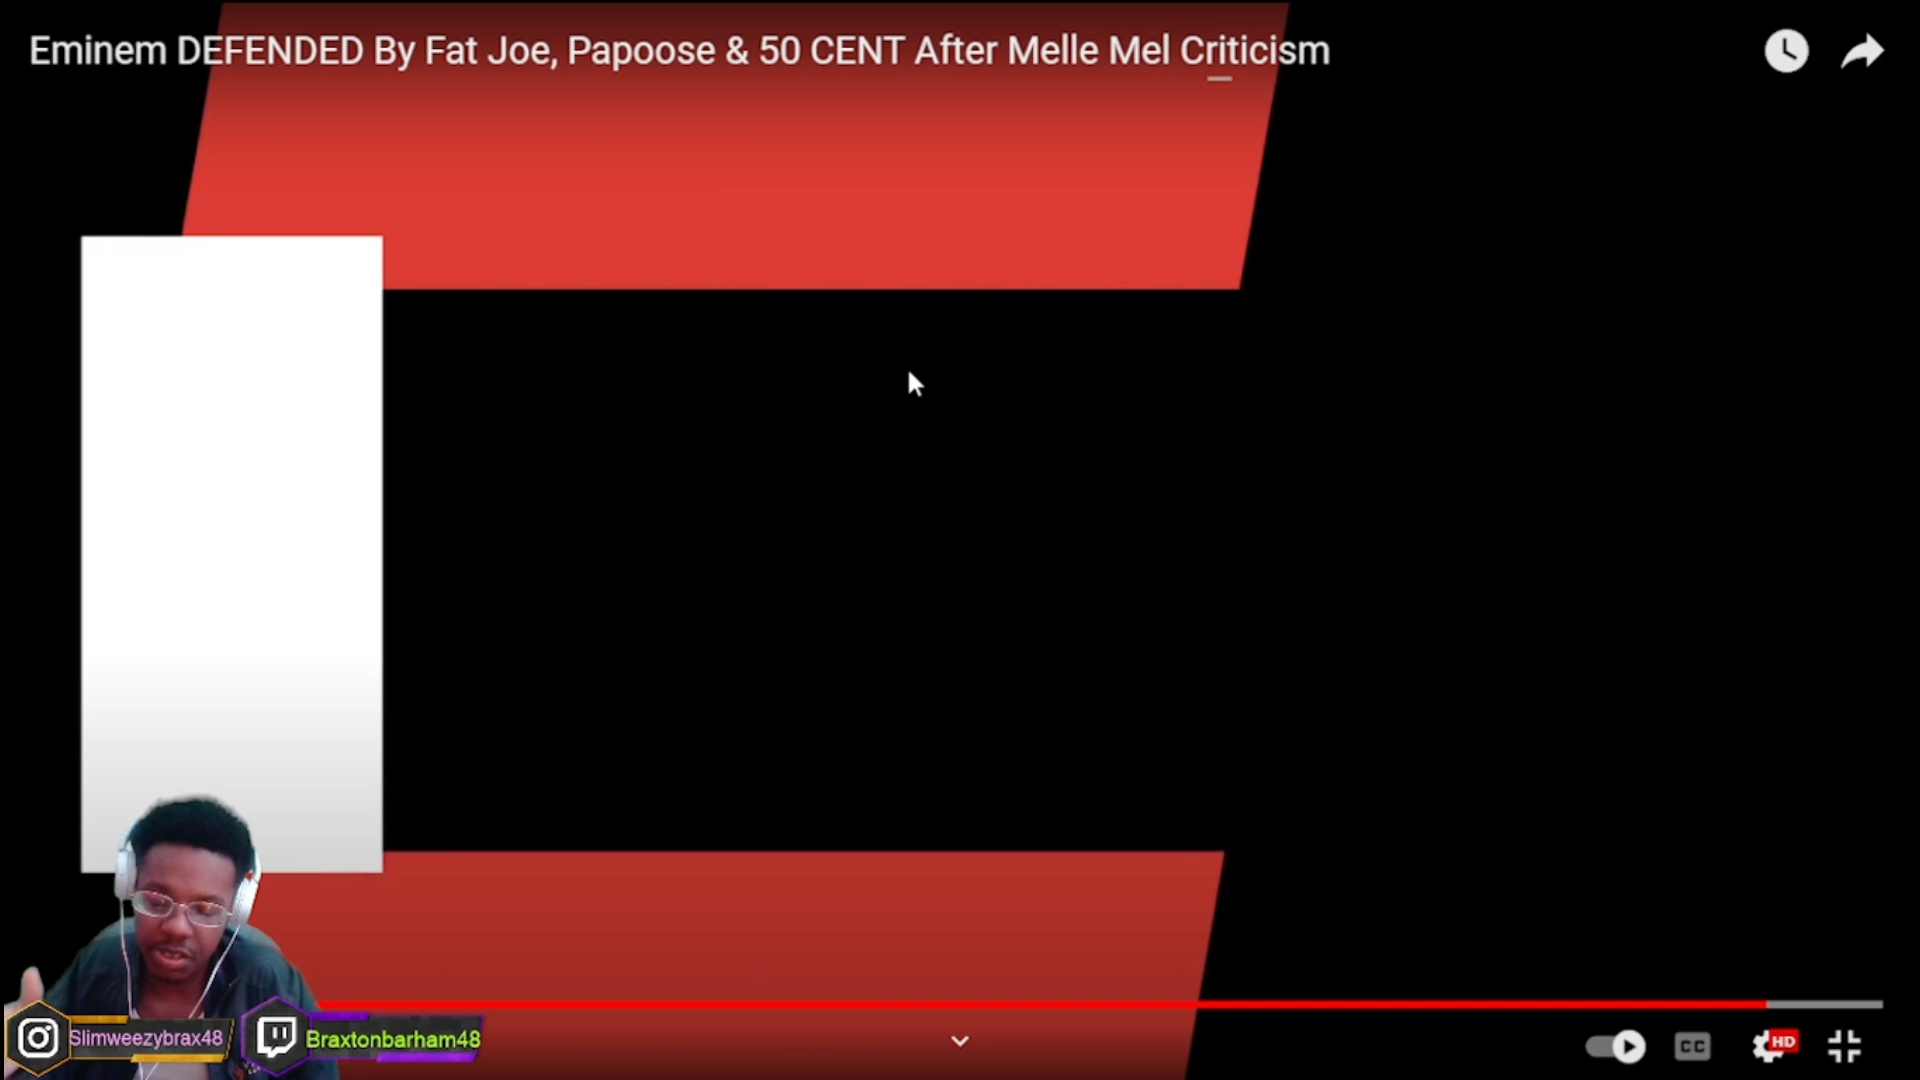 Eminem DEFENDED By Fat Joe, Papoose & 50 CENT After Melle Mel Criticism
Slimweezybrax48
Braxtonbarham48
CC
HD